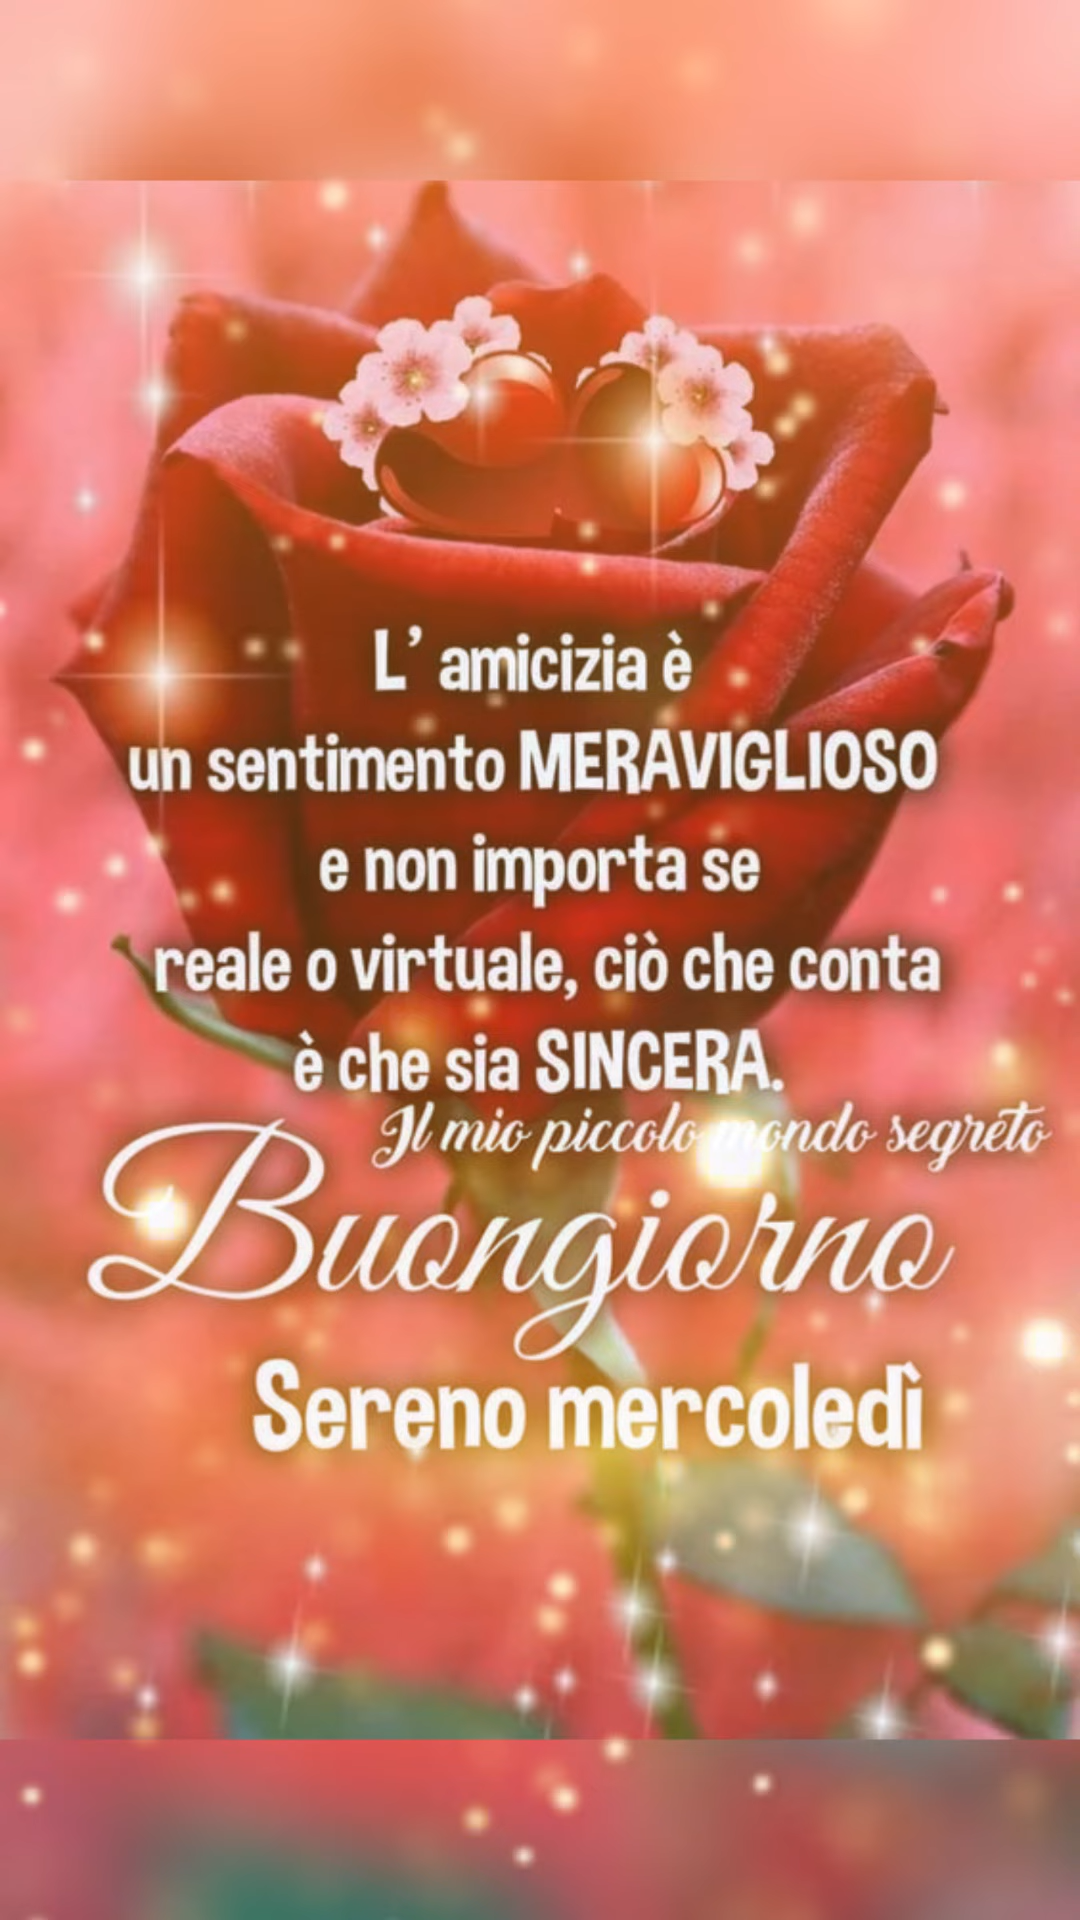 L' amicizia è
un sentimento MERAVIGLIOSO
e non importa se
reale o virtuale, ciò che conta
è che sia SINCERA.
Il mio piccolo mondo segreto
Buongiorno
Sereno mercoledì